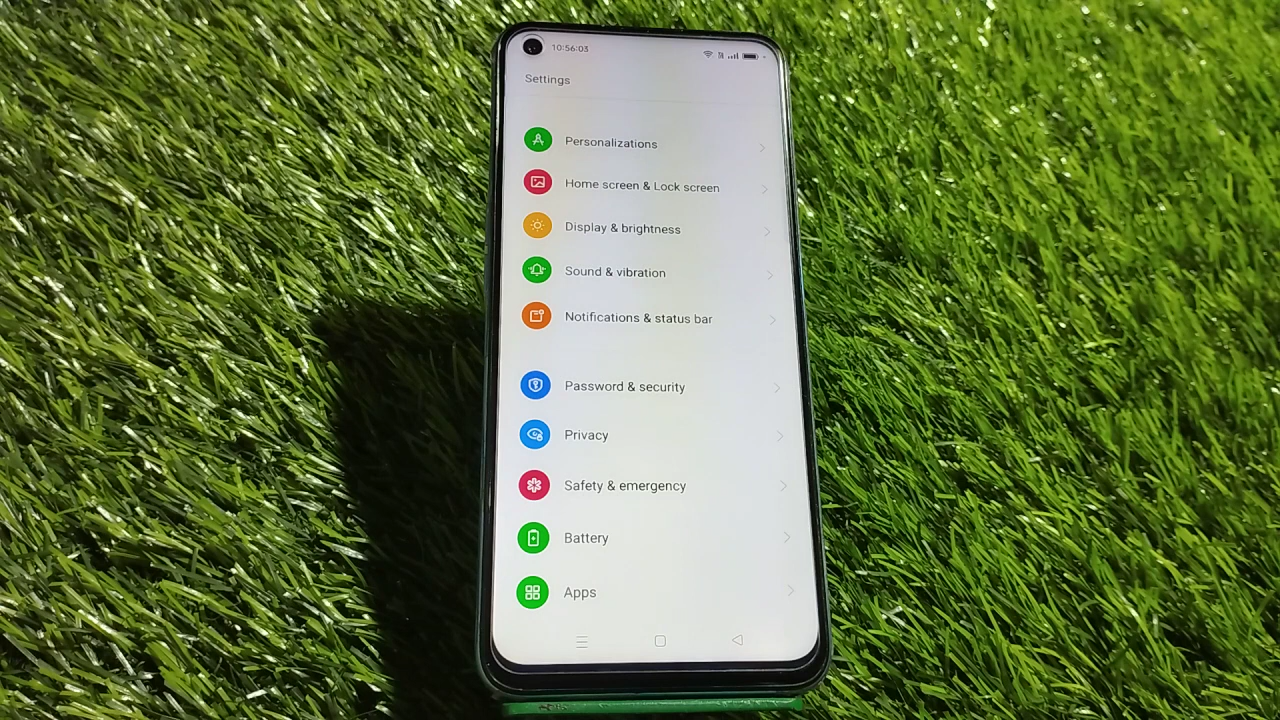 10:56:03
Settings
Personalizations
Home screen & Lock screen
Display & brightness
Sound & vibration
Notifications & status bar
Password & security
Privacy
Safety & emergency
Battery
Apps